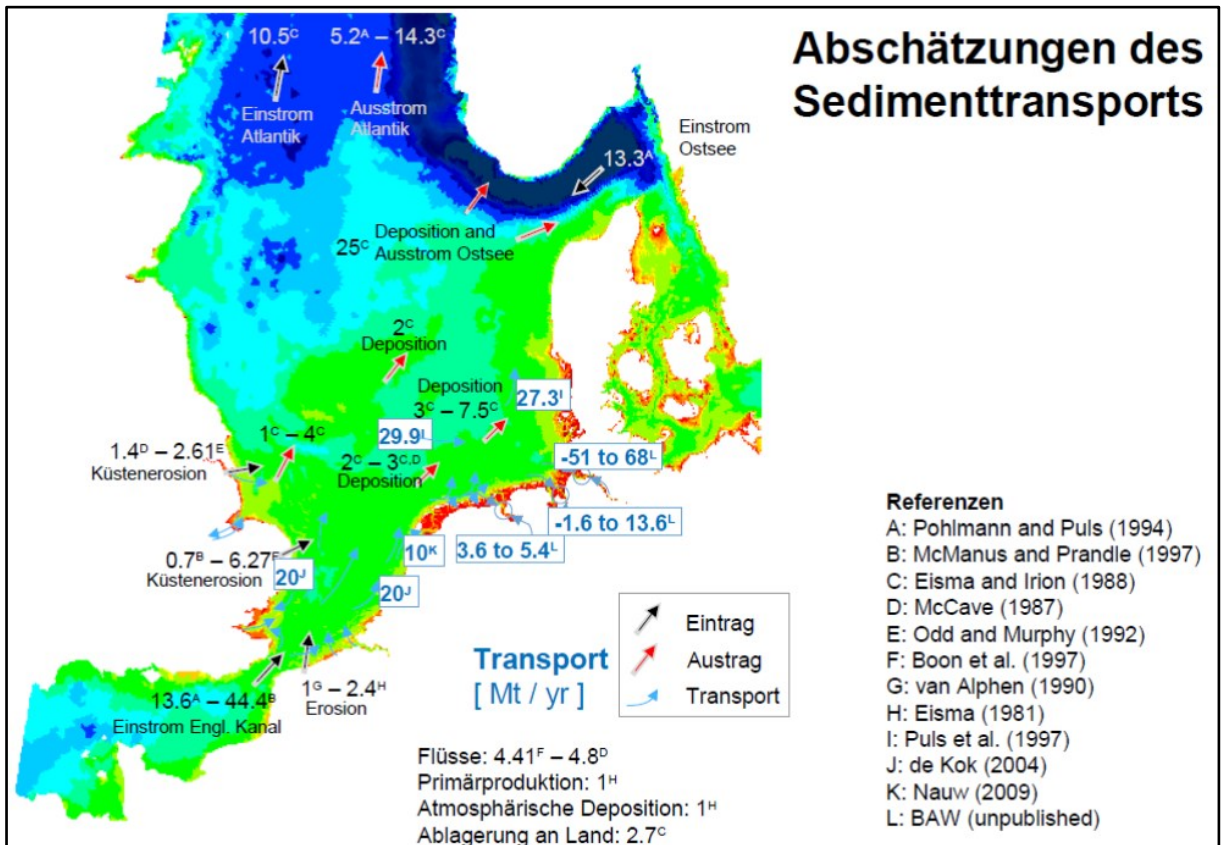 Abschätzungen des
Sedimenttransports
10.5ᶜ
5.2ᴬ – 14.3ᶜ
Einstrom
Atlantik
Ausstrom
Atlantik
Einstrom
Ostsee
13.3ᴬ
25ᶜ
Deposition and
Ausstrom Ostsee
2ᶜ
Deposition
Deposition
3ᶜ – 7.5ᶜ
27.3ᴵ
29.9ᴵ
1ᶜ – 4ᶜ
1.4ᴰ – 2.61ᴱ
Küstenerosion
2ᶜ – 3ᶜ,ᴰ
Deposition
-51 to 68ᴸ
-1.6 to 13.6ᴸ
3.6 to 5.4ᴸ
10ᴷ
0.7ᴮ – 6.27ᴱ
Küstenerosion
20ᴶ
20ᴶ
13.6ᴬ – 44.4ᴮ
Einstrom Engl. Kanal
1ᴳ – 2.4ᴴ
Erosion
Transport
[ Mt / yr ]
Eintrag
Austrag
Transport
Flüsse: 4.41ᶠ – 4.8ᴰ
Primärproduktion: 1ᴴ
Atmosphärische Deposition: 1ᴴ
Ablagerung an Land: 2.7ᶜ
Referenzen
A: Pohlmann and Puls (1994)
B: McManus and Prandle (1997)
C: Eisma and Irion (1988)
D: McCave (1987)
E: Odd and Murphy (1992)
F: Boon et al. (1997)
G: van Alphen (1990)
H: Eisma (1981)
I: Puls et al. (1997)
J: de Kok (2004)
K: Nauw (2009)
L: BAW (unpublished)